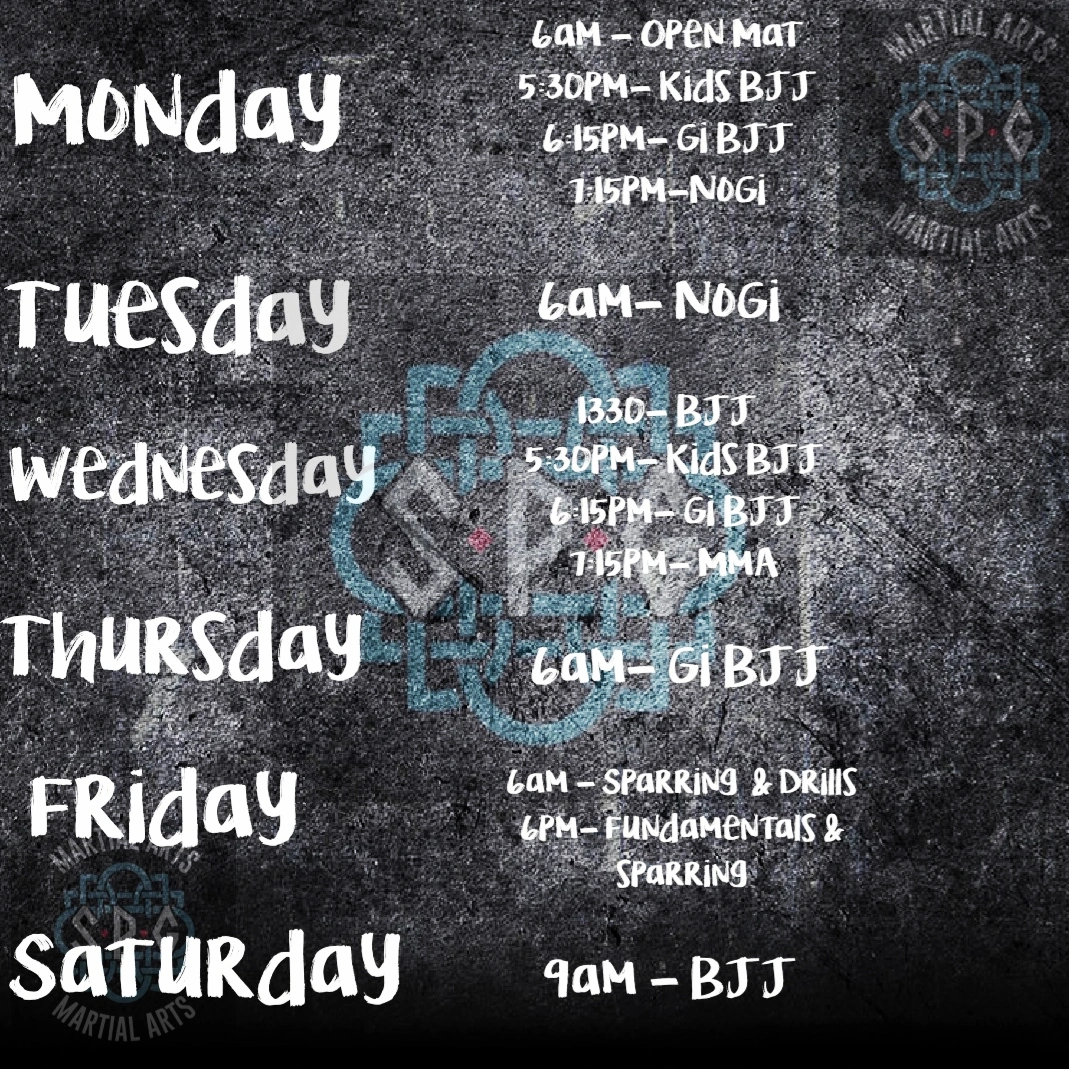 Monday
6am – Open Mat
5:30pm– Kids BJJ
6:15pm– Gi BJJ
7:15pm–NoGi
MARTIAL ARTS
S·P·G
MARTIAL ARTS
Tuesday
6am– NoGi
Wednesday
1330– BJJ
5:30pm– Kids BJJ
6:15pm– Gi BJJ
7:15pm– MMA
S·P·G
Thursday
6am– Gi BJJ
Friday
6am – Sparring & Drills
6pm– Fundamentals &
Sparring
MARTIAL ARTS
S·P·G
MARTIAL ARTS
Saturday
9am – BJJ